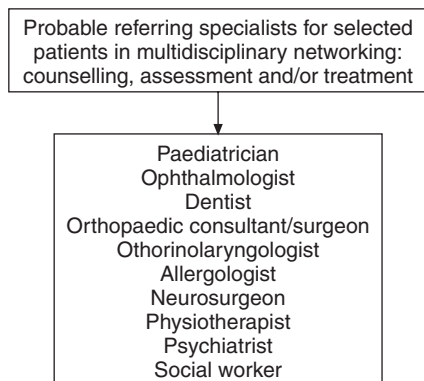 Probable referring specialists for selected
patients in multidisciplinary networking:
counselling, assessment and/or treatment
Paediatrician
Ophthalmologist
Dentist
Orthopaedic consultant/surgeon
Othorinolaryngologist
Allergologist
Neurosurgeon
Physiotherapist
Psychiatrist
Social worker